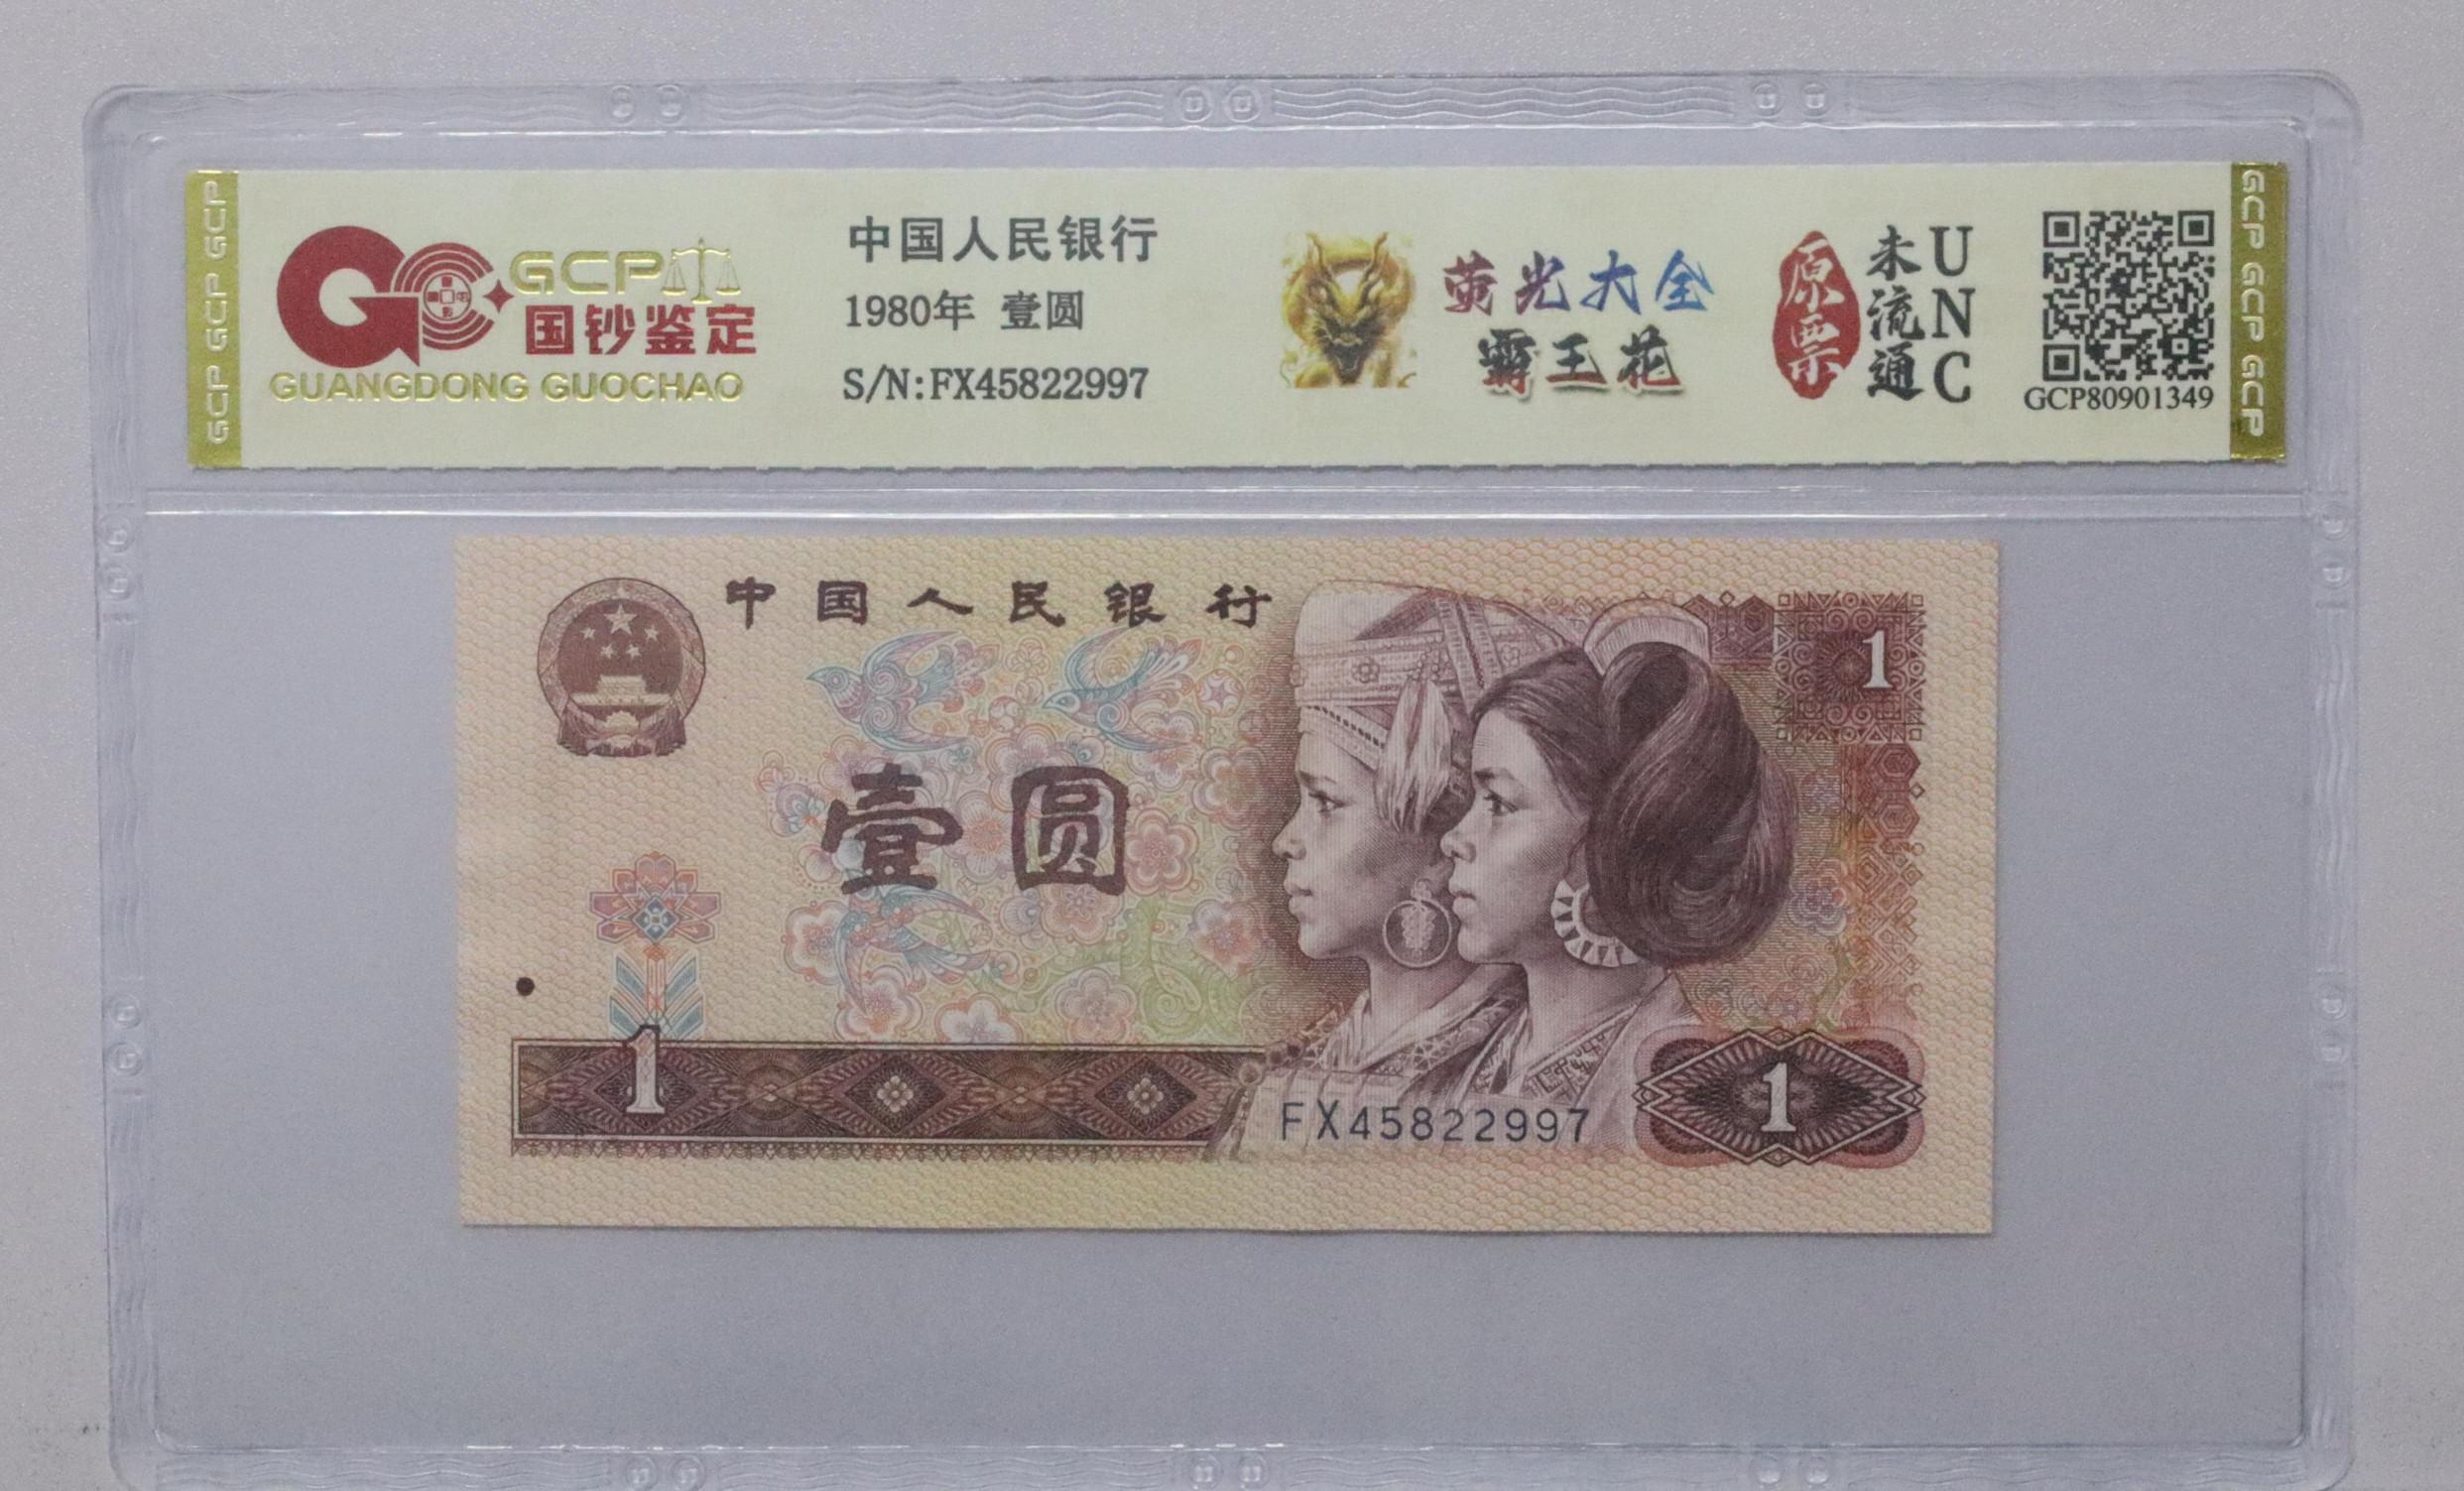 GCP GCP GCP
GCP
国钞鉴定
GUANGDONG GUOCHAO
中国人民银行
1980年 壹圆
S/N:FX45822997
荧光大全
霸王花
原票
未流通
UNC
GCP80901349
GCP GCP GCP
中国人民银行
1
壹圆
1
FX45822997
1